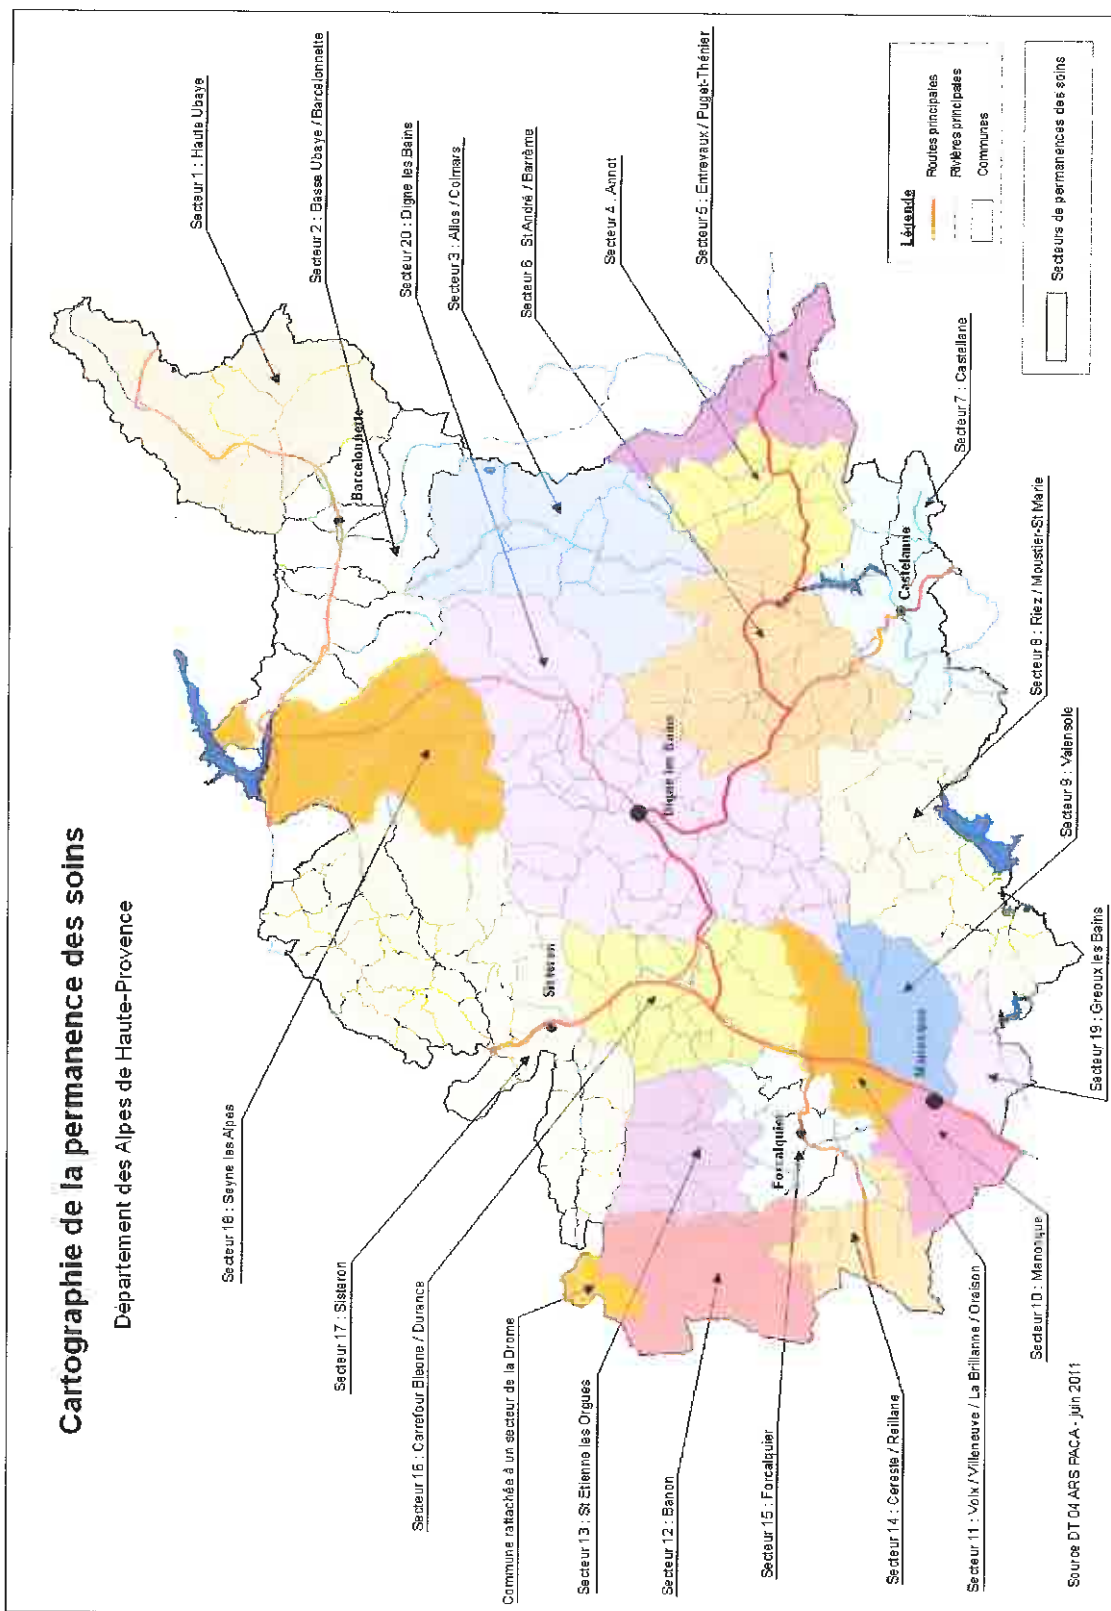 Cartographie de la permanence des soins
Département des Alpes de Haute-Provence
Secteur 18 : Seyne les Alpes
Secteur 17 : Sisteron
Secteur 16 : Carrefour Bleone / Durance
Commune rattachée à un secteur de la Drome
Secteur 13 : St Etienne les Orgues
Secteur 12 : Banon
Secteur 15 : Forcalquier
Secteur 14 : Cereste / Reillane
Secteur 11 : Volx / Villeneuve / La Brillanne / Oraison
Secteur 10 : Manosque
Source DT 04 ARS PACA - juin 2011
Secteur 1 : Haute Ubaye
Secteur 2 : Basse Ubaye / Barcelonnette
Secteur 20 : Digne les Bains
Secteur 3 : Allos / Colmars
Secteur 6 St André / Barrème
Secteur 4 : Annot
Secteur 5 : Entrevaux / Puget-Thénier
Secteur 7 : Castellane
Secteur 8 : Riez / Moustier-St Marie
Secteur 9 : Valensole
Secteur 19 : Greoux les Bains
Barcelonnette
Sisteron
Digne les Bains
Castellanne
Forcalquier
Manosque
Légende
Routes principales
Rivières principales
Communes
Secteurs de permanences des soins